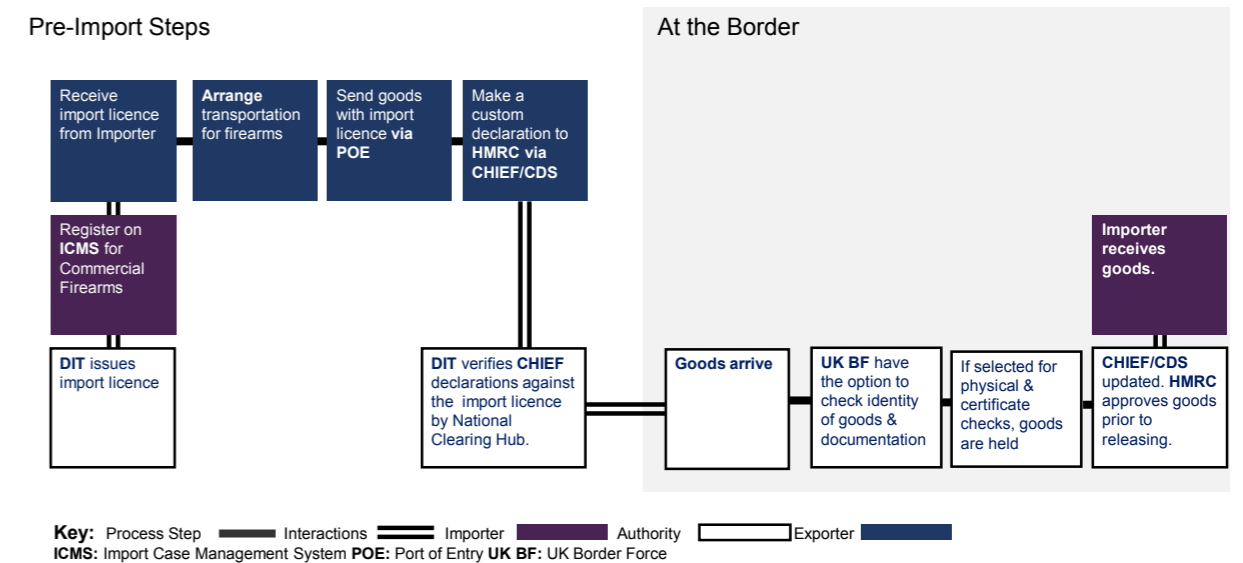 Pre-Import Steps
At the Border
Receive
import licence
from Importer
Arrange
transportation
for firearms
Send goods
with import
licence via
POE
Make a
custom
declaration to
HMRC via
CHIEF/CDS
Register on
ICMS for
Commercial
Firearms
Importer
receives
goods.
DIT issues
import licence
DIT verifies CHIEF
declarations against
the import licence
by National
Clearing Hub.
Goods arrive
UK BF have
the option to
check identity
of goods &
documentation
If selected for
physical &
certificate
checks, goods
are held
CHIEF/CDS
updated. HMRC
approves goods
prior to
releasing.
Key: Process Step Interactions Importer Authority Exporter
ICMS: Import Case Management System POE: Port of Entry UK BF: UK Border Force